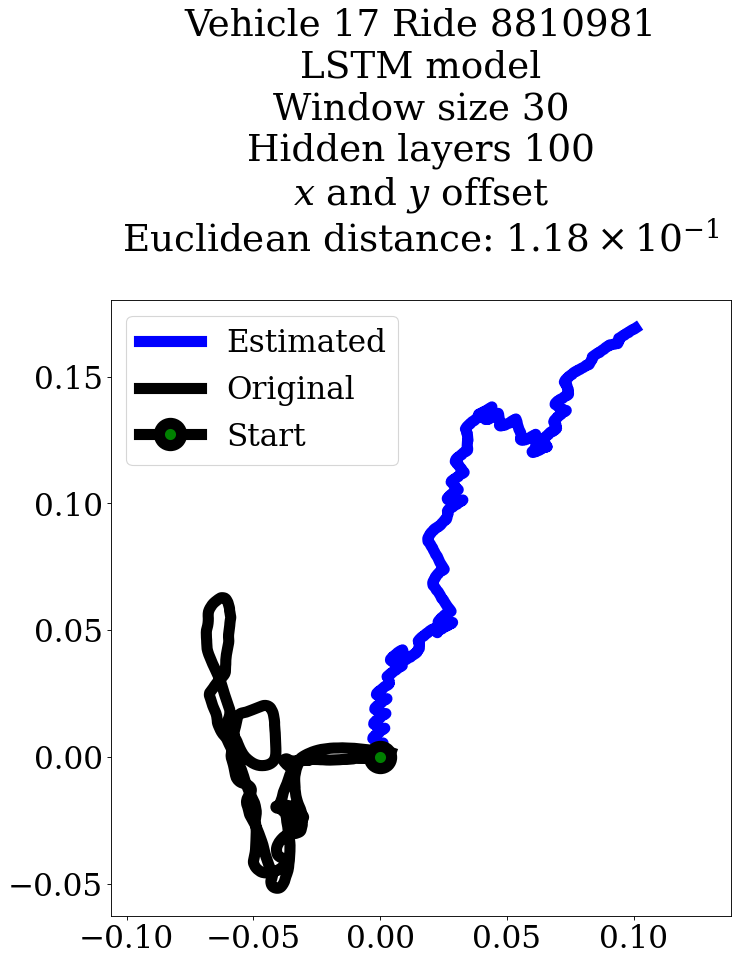 Vehicle 17 Ride 8810981
LSTM model
Window size 30
Hidden layers 100
x and y offset
Euclidean distance: 1.18 × 10⁻¹
Estimated
Original
Start
0.15
0.10
0.05
0.00
−0.05
−0.10 −0.05 0.00 0.05 0.10